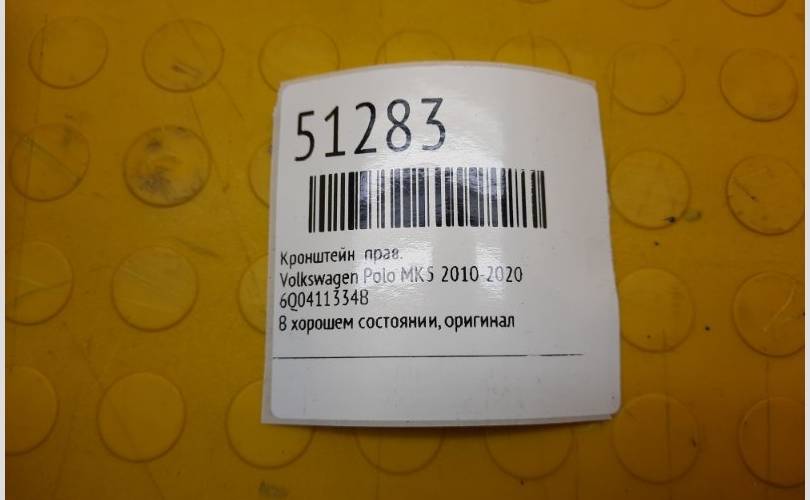 51283
Кронштейн прав.
Volkswagen Polo MK5 2010-2020
6Q0411334B
В хорошем состоянии, оригинал